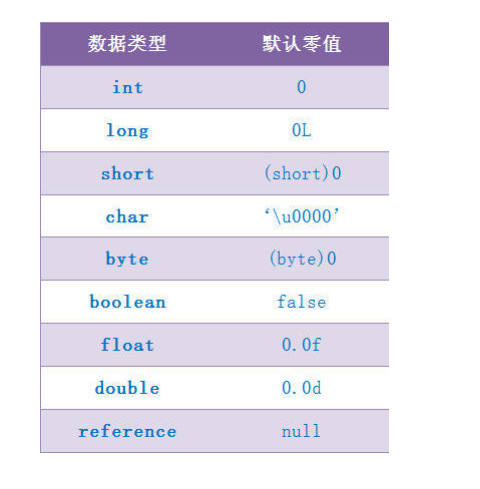 数据类型 默认零值
int 0
long 0L
short (short)0
char ‘\u0000’
byte (byte)0
boolean false
float 0.0f
double 0.0d
reference null